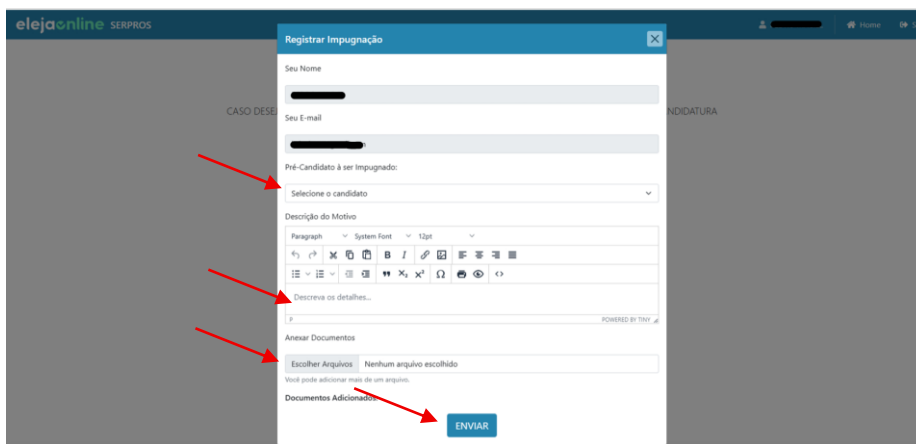 elejaonline SERPROS
Home
Registrar Impugnação
Seu Nome
CASO DESE
NDIDATURA
Seu E-mail
Pré-Candidato à ser Impugnado:
Selecione o candidato
Descrição do Motivo
Paragraph System Font 12pt
Descreva os detalhes...
P POWERED BY TINY
Anexar Documentos
Escolher Arquivos Nenhum arquivo escolhido
Você pode adicionar mais de um arquivo.
Documentos Adicionados:
ENVIAR